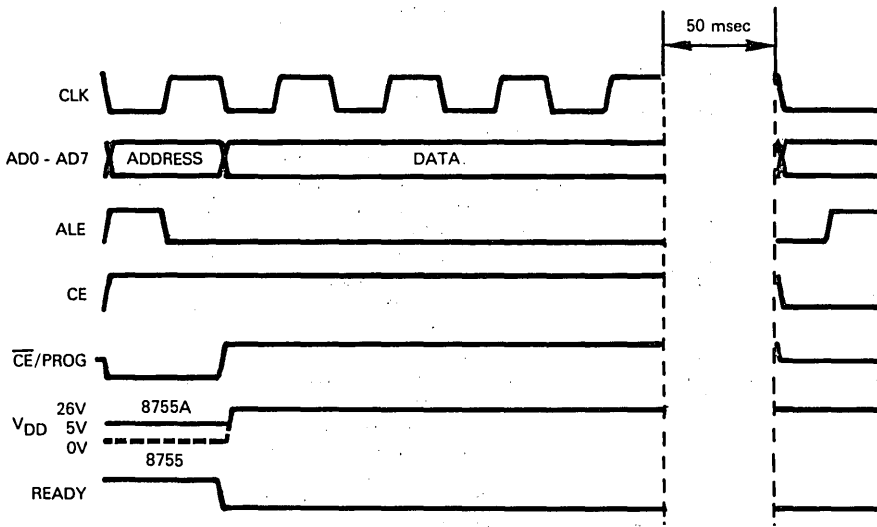 50 msec
CLK
AD0 - AD7
ADDRESS
DATA.
ALE
CE
CE/PROG
26V
8755A
VDD
5V
0V
8755
READY